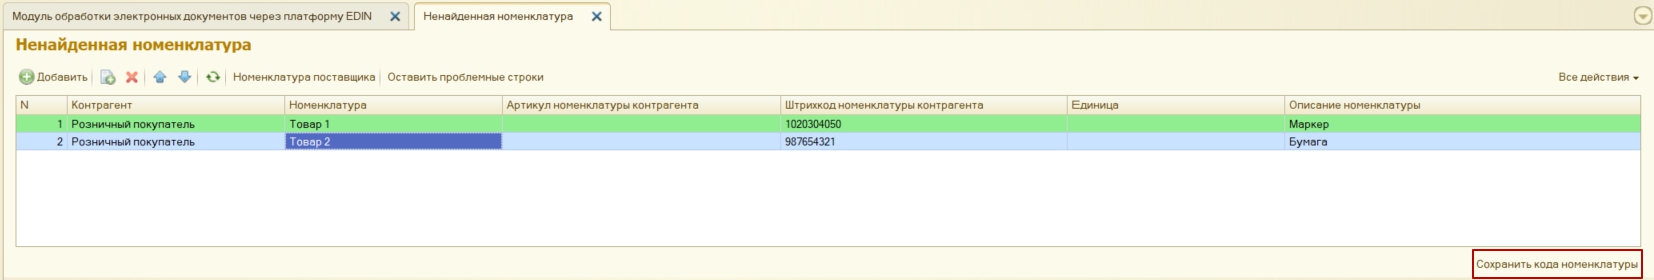 Модуль обработки электронных документов через платформу EDIN Ненайденная номенклатура
Ненайденная номенклатура
Добавить Номенклатура поставщика Оставить проблемные строки Все действия
N Контрагент Номенклатура Артикул номенклатуры контрагента Штрихкод номенклатуры контрагента Единица Описание номенклатуры
1 Розничный покупатель Товар 1 1020304050 Маркер
2 Розничный покупатель Товар 2 987654321 Бумага
Сохранить кода номенклатуры